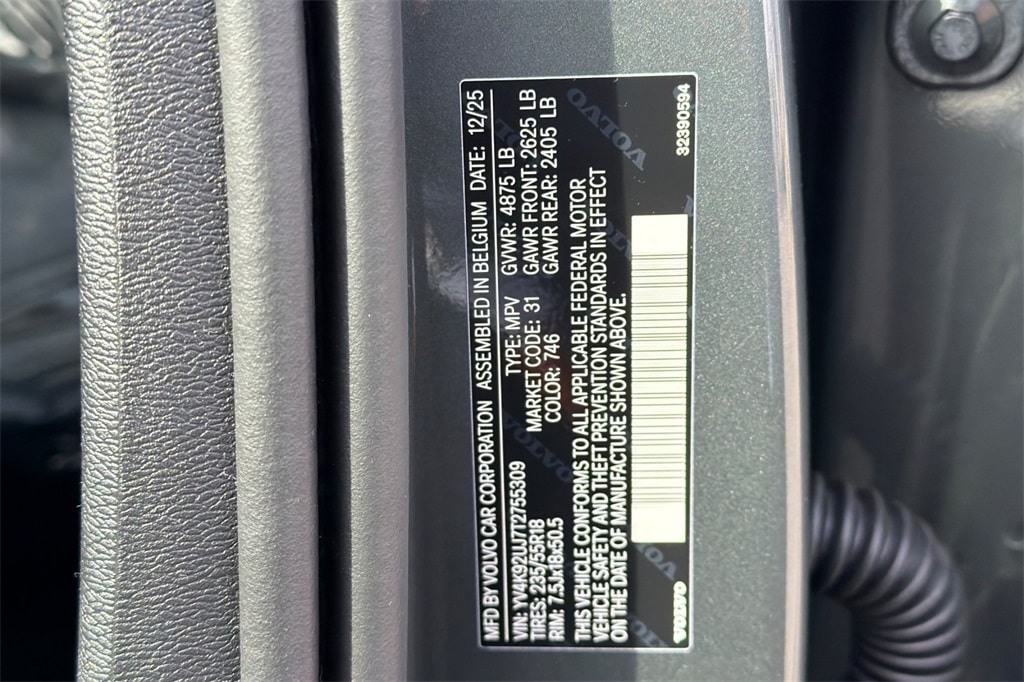 MFD BY VOLVO CAR CORPORATION ASSEMBLED IN BELGIUM DATE: 12/25
VIN: YV4K92UJ7T2755309 TYPE: MPV GVWR: 4875 LB
TIRES: 235/55R18 MARKET CODE: 31 GAWR FRONT: 2625 LB
RIM: 7.5Jx18x50.5 COLOR: 746 GAWR REAR: 2405 LB
THIS VEHICLE CONFORMS TO ALL APPLICABLE FEDERAL MOTOR
VEHICLE SAFETY AND THEFT PREVENTION STANDARDS IN EFFECT
ON THE DATE OF MANUFACTURE SHOWN ABOVE.
VOLVO 32390594